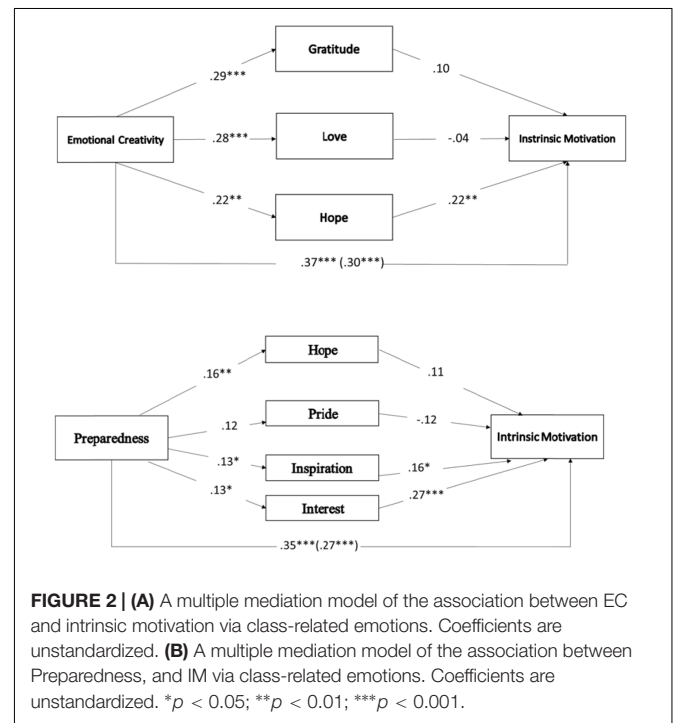 Gratitude
.29***
.10
Emotional Creativity
.28***
Love
-.04
Instrinsic Motivation
.22**
Hope
.22**
.37*** (.30***)
Hope
.16**
.11
Preparedness
.12
Pride
-.12
Intrinsic Motivation
.13*
Inspiration
.16*
.13*
Interest
.27***
.35***(.27***)
FIGURE 2 | (A) A multiple mediation model of the association between EC
and intrinsic motivation via class-related emotions. Coefficients are
unstandardized. (B) A multiple mediation model of the association between
Preparedness, and IM via class-related emotions. Coefficients are
unstandardized. *p < 0.05; **p < 0.01; ***p < 0.001.